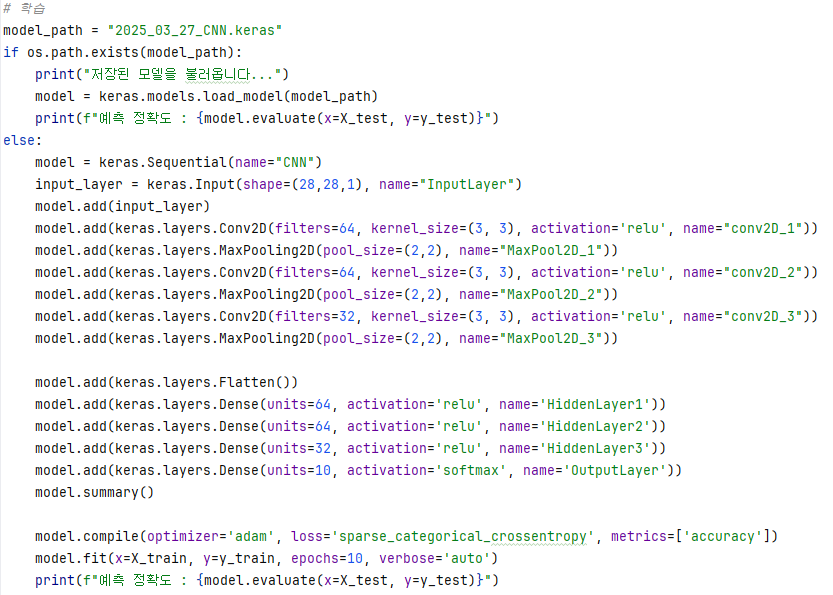 # 학습
model_path = "2025_03_27_CNN.keras"
if os.path.exists(model_path):
    print("저장된 모델을 불러옵니다...")
    model = keras.models.load_model(model_path)
    print(f"예측 정확도 : {model.evaluate(x=X_test, y=y_test)}")
else:
    model = keras.Sequential(name="CNN")
    input_layer = keras.Input(shape=(28,28,1), name="InputLayer")
    model.add(input_layer)
    model.add(keras.layers.Conv2D(filters=64, kernel_size=(3, 3), activation='relu', name="conv2D_1"))
    model.add(keras.layers.MaxPooling2D(pool_size=(2,2), name="MaxPool2D_1"))
    model.add(keras.layers.Conv2D(filters=64, kernel_size=(3, 3), activation='relu', name="conv2D_2"))
    model.add(keras.layers.MaxPooling2D(pool_size=(2,2), name="MaxPool2D_2"))
    model.add(keras.layers.Conv2D(filters=32, kernel_size=(3, 3), activation='relu', name="conv2D_3"))
    model.add(keras.layers.MaxPooling2D(pool_size=(2,2), name="MaxPool2D_3"))

    model.add(keras.layers.Flatten())
    model.add(keras.layers.Dense(units=64, activation='relu', name='HiddenLayer1'))
    model.add(keras.layers.Dense(units=64, activation='relu', name='HiddenLayer2'))
    model.add(keras.layers.Dense(units=32, activation='relu', name='HiddenLayer3'))
    model.add(keras.layers.Dense(units=10, activation='softmax', name='OutputLayer'))
    model.summary()

    model.compile(optimizer='adam', loss='sparse_categorical_crossentropy', metrics=['accuracy'])
    model.fit(x=X_train, y=y_train, epochs=10, verbose='auto')
    print(f"예측 정확도 : {model.evaluate(x=X_test, y=y_test)}")